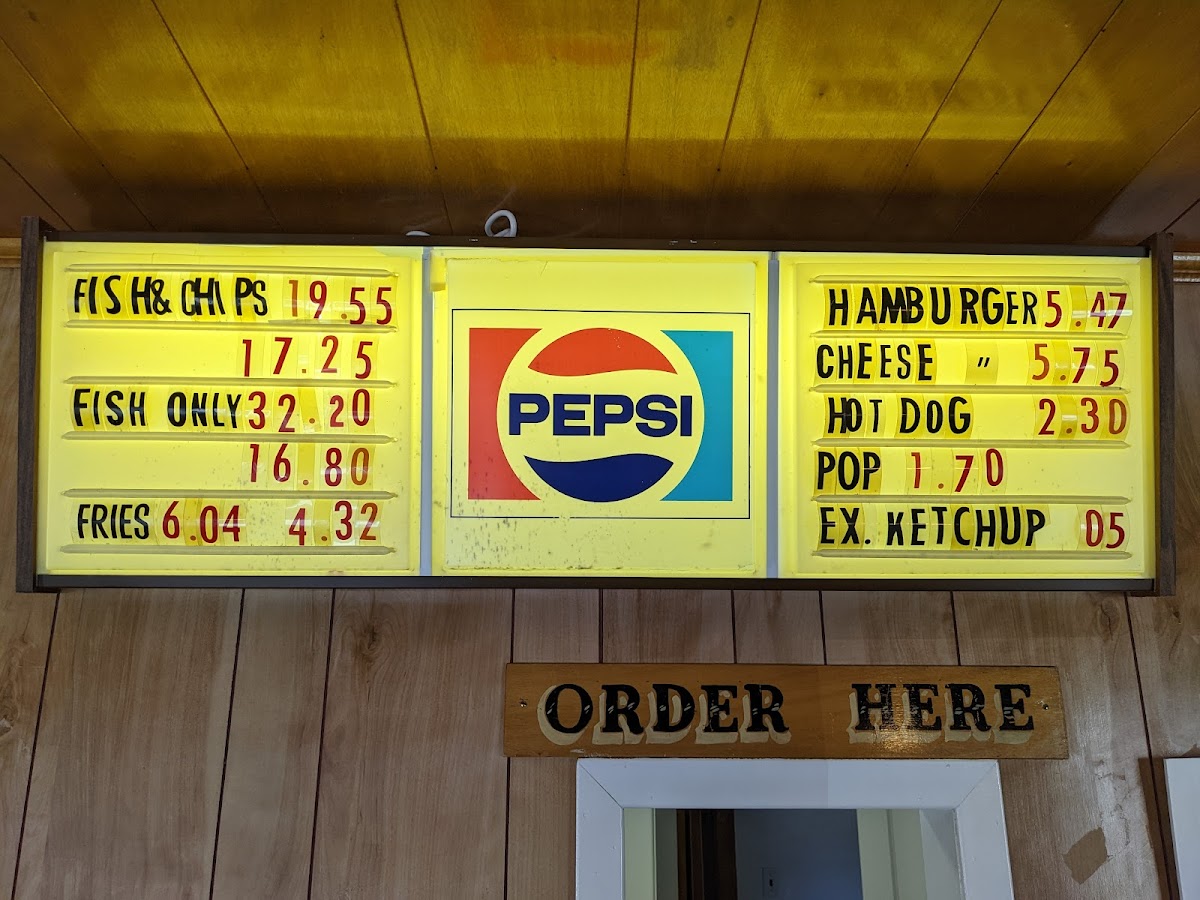 FISH & CHIPS 19.55
17.25
FISH ONLY 32.20
16.80
FRIES 6.04 4.32
PEPSI
HAMBURGER 5.47
CHEESE " 5.75
HOT DOG 2.30
POP 1.70
EX. KETCHUP 05
ORDER HERE